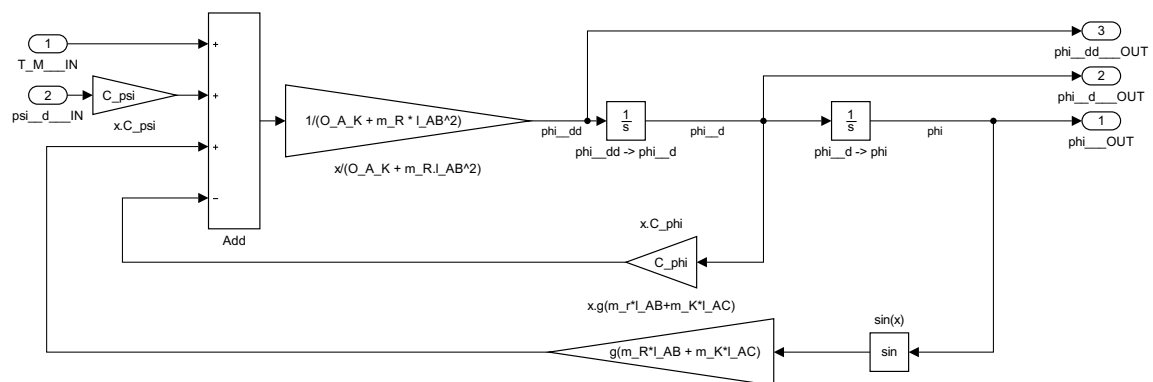 1
T_M___IN
2
psi__d___IN
C_psi
x.C_psi
+
+
+
−
Add
1/(O_A_K + m_R * l_AB^2)
x/(O_A_K + m_R.l_AB^2)
phi__dd
1
s
phi__dd -> phi__d
phi__d
1
s
phi__d -> phi
phi
3
phi__dd___OUT
2
phi__d___OUT
1
phi___OUT
x.C_phi
C_phi
x.g(m_r*l_AB+m_K*l_AC)
g(m_R*l_AB + m_K*l_AC)
sin(x)
sin